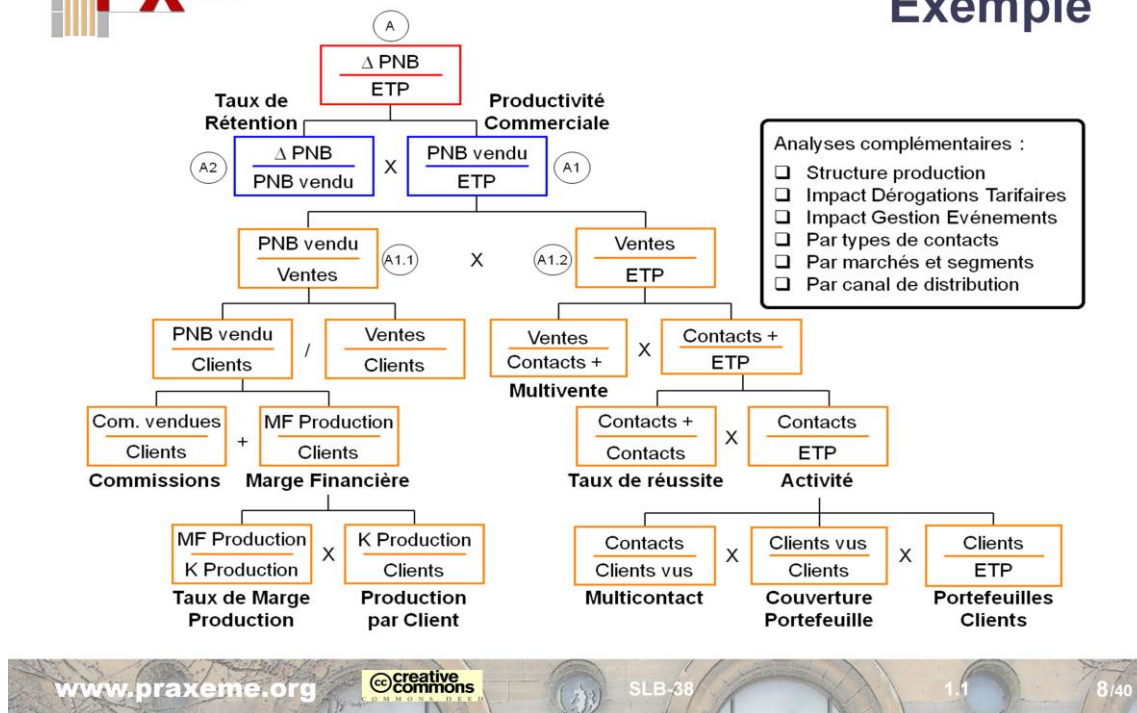 Exemple
A
Δ PNB
ETP
Taux de
Rétention
Productivité
Commerciale
A2
Δ PNB
PNB vendu
X
PNB vendu
ETP
A1
Analyses complémentaires :
❑ Structure production
❑ Impact Dérogations Tarifaires
❑ Impact Gestion Evénements
❑ Par types de contacts
❑ Par marchés et segments
❑ Par canal de distribution
PNB vendu
Ventes
A1.1
X
A1.2
Ventes
ETP
PNB vendu
Clients
/
Ventes
Clients
Ventes
Contacts +
Multivente
X
Contacts +
ETP
Com. vendues
Clients
Commissions
+
MF Production
Clients
Marge Financière
Contacts +
Contacts
Taux de réussite
X
Contacts
ETP
Activité
MF Production
K Production
Taux de Marge
Production
X
K Production
Clients
Production
par Client
Contacts
Clients vus
Multicontact
X
Clients vus
Clients
Couverture
Portefeuille
X
Clients
ETP
Portefeuilles
Clients
www.praxeme.org
cc creative
commons
COMMONS DEED
SLB-38
1.1
8/40